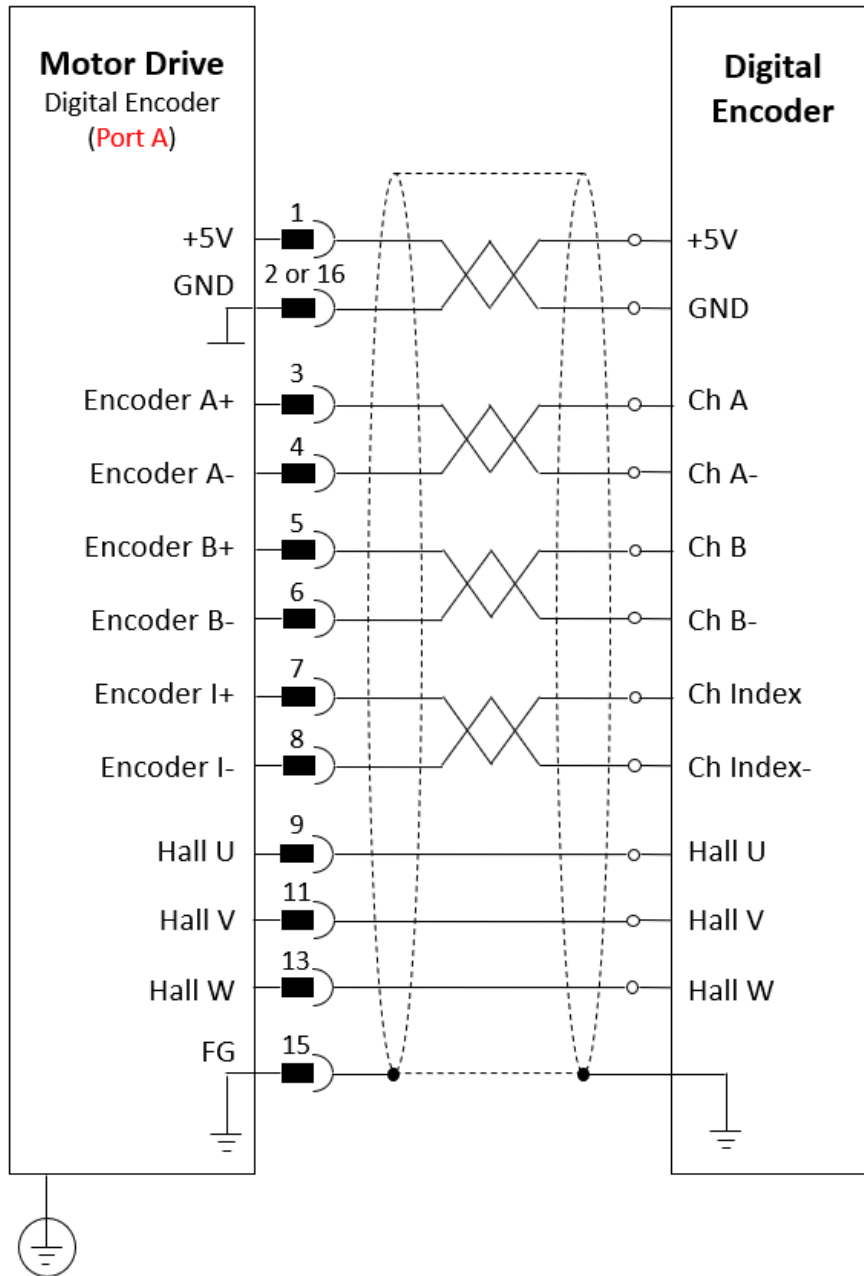 Motor Drive
Digital Encoder
(Port A)
Digital
Encoder
1
+5V
+5V
2 or 16
GND
GND
3
Encoder A+
Ch A
4
Encoder A-
Ch A-
5
Encoder B+
Ch B
6
Encoder B-
Ch B-
7
Encoder I+
Ch Index
8
Encoder I-
Ch Index-
9
Hall U
Hall U
11
Hall V
Hall V
13
Hall W
Hall W
15
FG